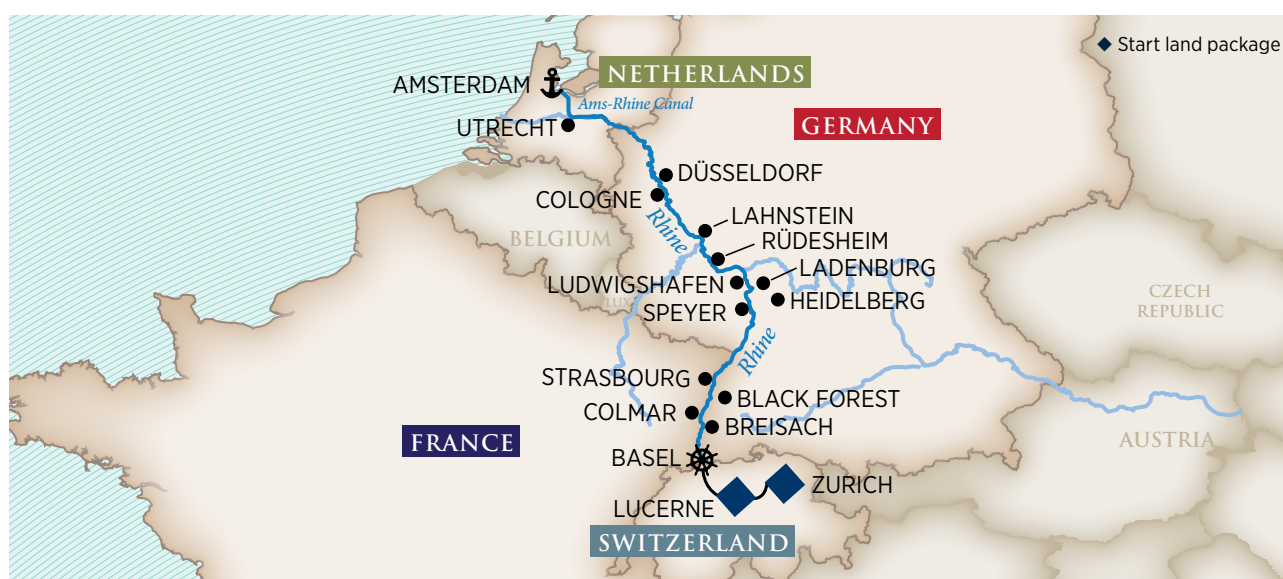 ◆ Start land package
NETHERLANDS
AMSTERDAM
Ams-Rhine Canal
GERMANY
UTRECHT
DÜSSELDORF
COLOGNE
LAHNSTEIN
Rhine
BELGIUM
RÜDESHEIM
LADENBURG
LUDWIGSHAFEN
LUX
HEIDELBERG
CZECH
REPUBLIC
SPEYER
Rhine
STRASBOURG
BLACK FOREST
COLMAR
BREISACH
FRANCE
AUSTRIA
BASEL
ZURICH
LUCERNE
SWITZERLAND